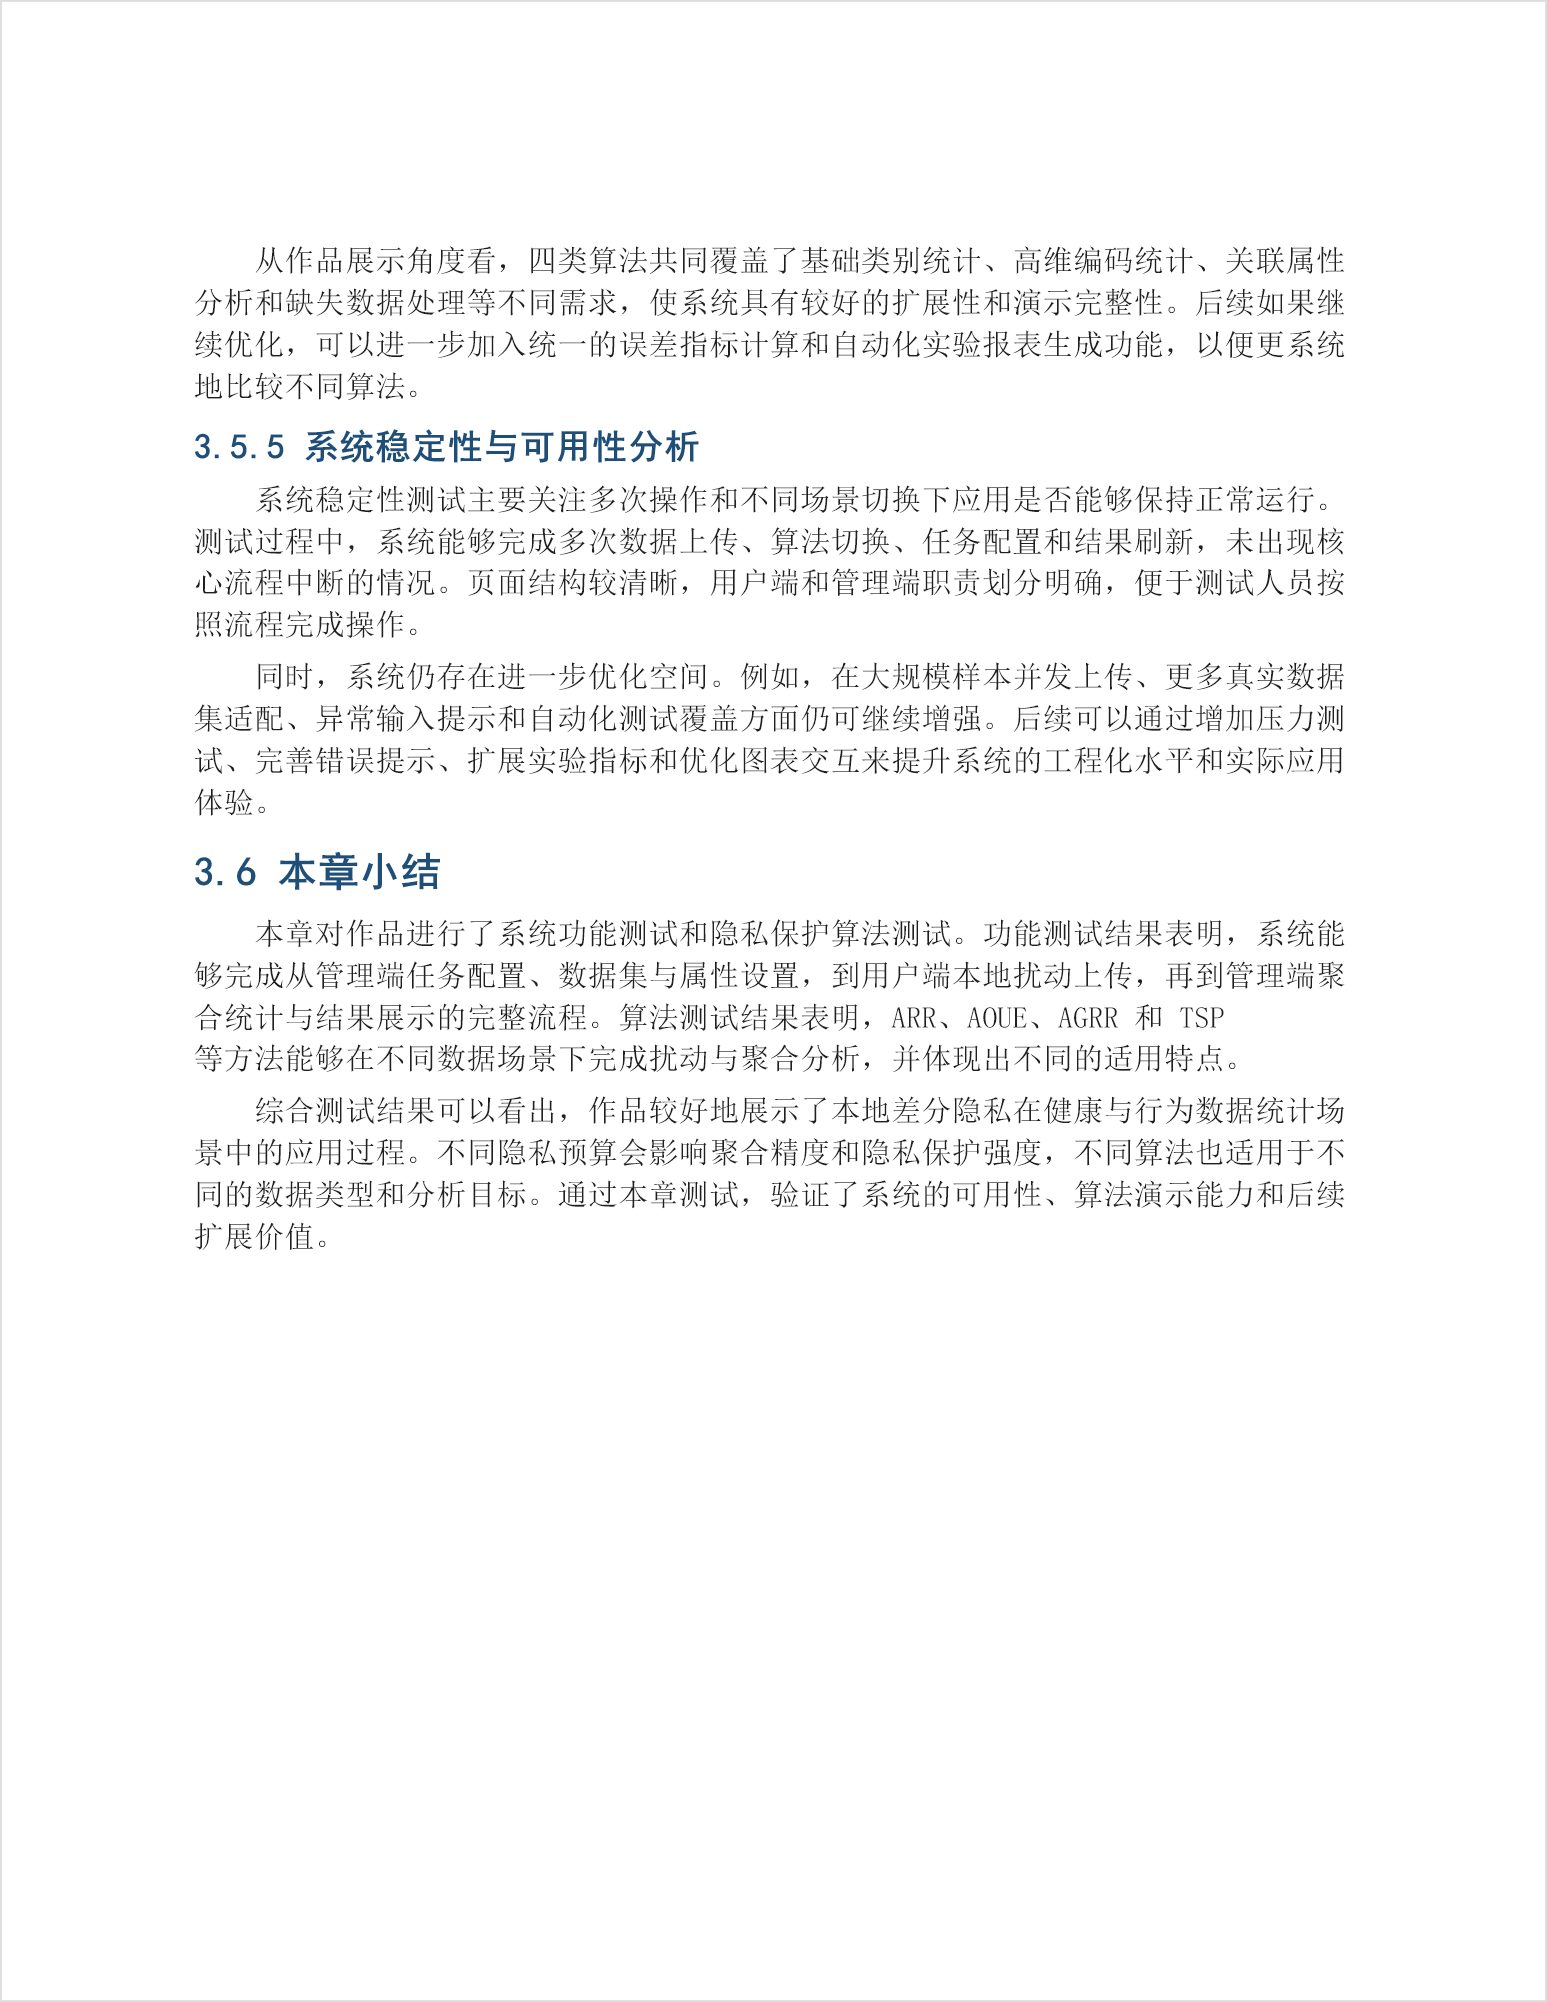 从作品展示角度看，四类算法共同覆盖了基础类别统计、高维编码统计、关联属性
分析和缺失数据处理等不同需求，使系统具有较好的扩展性和演示完整性。后续如果继
续优化，可以进一步加入统一的误差指标计算和自动化实验报表生成功能，以便更系统
地比较不同算法。
3.5.5 系统稳定性与可用性分析
系统稳定性测试主要关注多次操作和不同场景切换下应用是否能够保持正常运行。
测试过程中，系统能够完成多次数据上传、算法切换、任务配置和结果刷新，未出现核
心流程中断的情况。页面结构较清晰，用户端和管理端职责划分明确，便于测试人员按
照流程完成操作。
同时，系统仍存在进一步优化空间。例如，在大规模样本并发上传、更多真实数据
集适配、异常输入提示和自动化测试覆盖方面仍可继续增强。后续可以通过增加压力测
试、完善错误提示、扩展实验指标和优化图表交互来提升系统的工程化水平和实际应用
体验。
3.6 本章小结
本章对作品进行了系统功能测试和隐私保护算法测试。功能测试结果表明，系统能
够完成从管理端任务配置、数据集与属性设置，到用户端本地扰动上传，再到管理端聚
合统计与结果展示的完整流程。算法测试结果表明，ARR、AOUE、AGRR 和 TSP
等方法能够在不同数据场景下完成扰动与聚合分析，并体现出不同的适用特点。
综合测试结果可以看出，作品较好地展示了本地差分隐私在健康与行为数据统计场
景中的应用过程。不同隐私预算会影响聚合精度和隐私保护强度，不同算法也适用于不
同的数据类型和分析目标。通过本章测试，验证了系统的可用性、算法演示能力和后续
扩展价值。